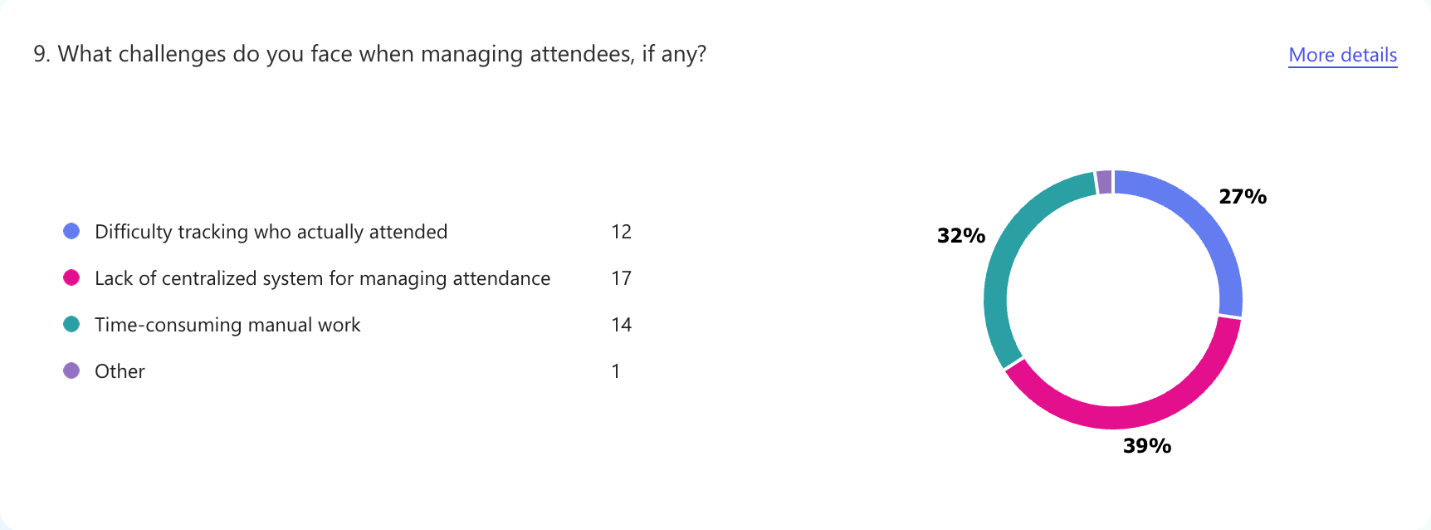 9. What challenges do you face when managing attendees, if any?
More details
Difficulty tracking who actually attended 12
Lack of centralized system for managing attendance 17
Time-consuming manual work 14
Other 1
27%
32%
39%